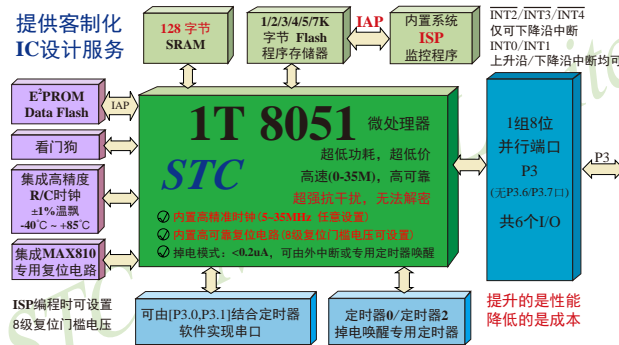 提供客制化
IC设计服务
128 字节
SRAM
1/2/3/4/5/7K
字节 Flash
程序存储器
IAP
内置系统
ISP
监控程序
INT2/INT3/INT4
仅可下降沿中断
INT0/INT1
上升沿/下降沿中断均可
E²PROM
Data Flash
IAP
看门狗
集成高精度
R/C时钟
±1%温飘
-40℃ ~ +85℃
集成MAX810
专用复位电路
ISP编程时可设置
8级复位门槛电压
1T 8051 微处理器
STC
超低功耗，超低价
高速(0-35M)，高可靠
超强抗干扰，无法解密
内置高精准时钟(5~35MHz 任意设置)
内置高可靠复位电路(8级复位门槛电压可设置)
掉电模式：<0.2uA，可由外中断或专用定时器唤醒
1组8位
并行端口
P3
(无P3.6/P3.7口)
共6个I/O
P3
可由[P3.0,P3.1]结合定时器
软件实现串口
定时器0/定时器2
掉电唤醒专用定时器
提升的是性能
降低的是成本